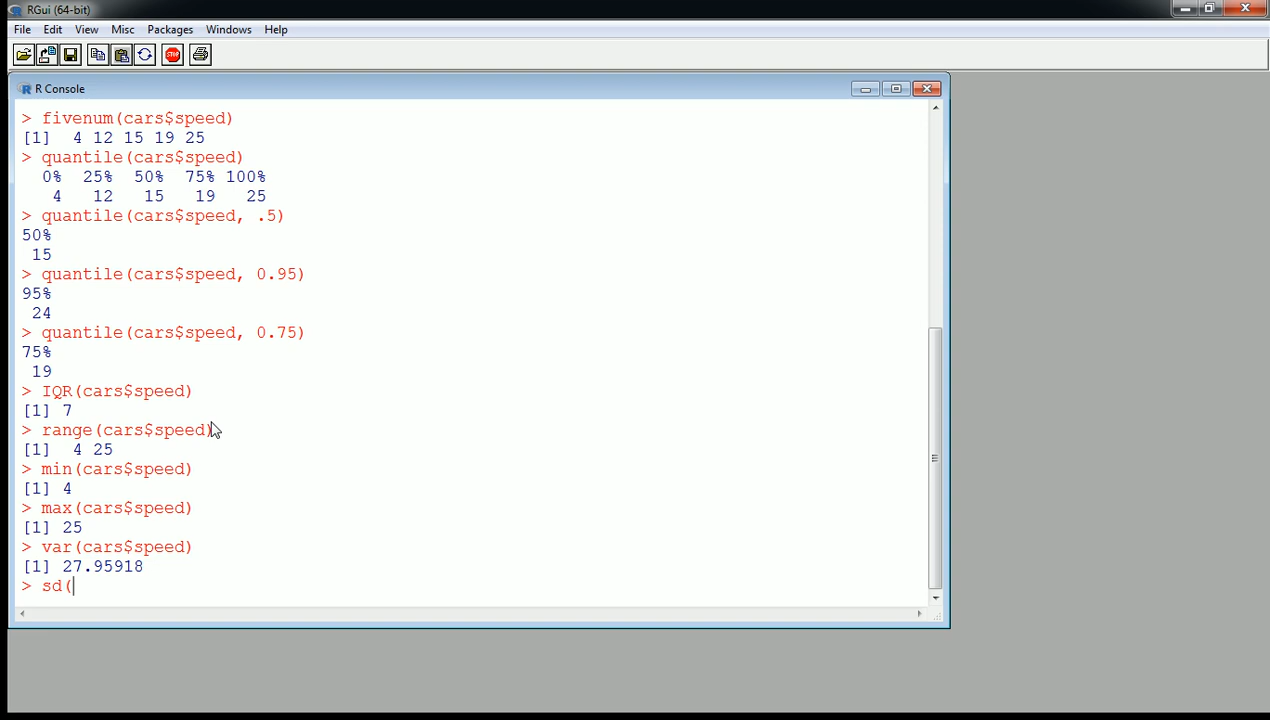 RGui (64-bit)
File Edit View Misc Packages Windows Help
STOP
R Console
> fivenum(cars$speed)
[1]  4 12 15 19 25
> quantile(cars$speed)
  0%  25%  50%  75% 100%
   4   12   15   19   25
> quantile(cars$speed, .5)
50%
 15
> quantile(cars$speed, 0.95)
95%
 24
> quantile(cars$speed, 0.75)
75%
 19
> IQR(cars$speed)
[1] 7
> range(cars$speed)
[1]  4 25
> min(cars$speed)
[1] 4
> max(cars$speed)
[1] 25
> var(cars$speed)
[1] 27.95918
> sd(